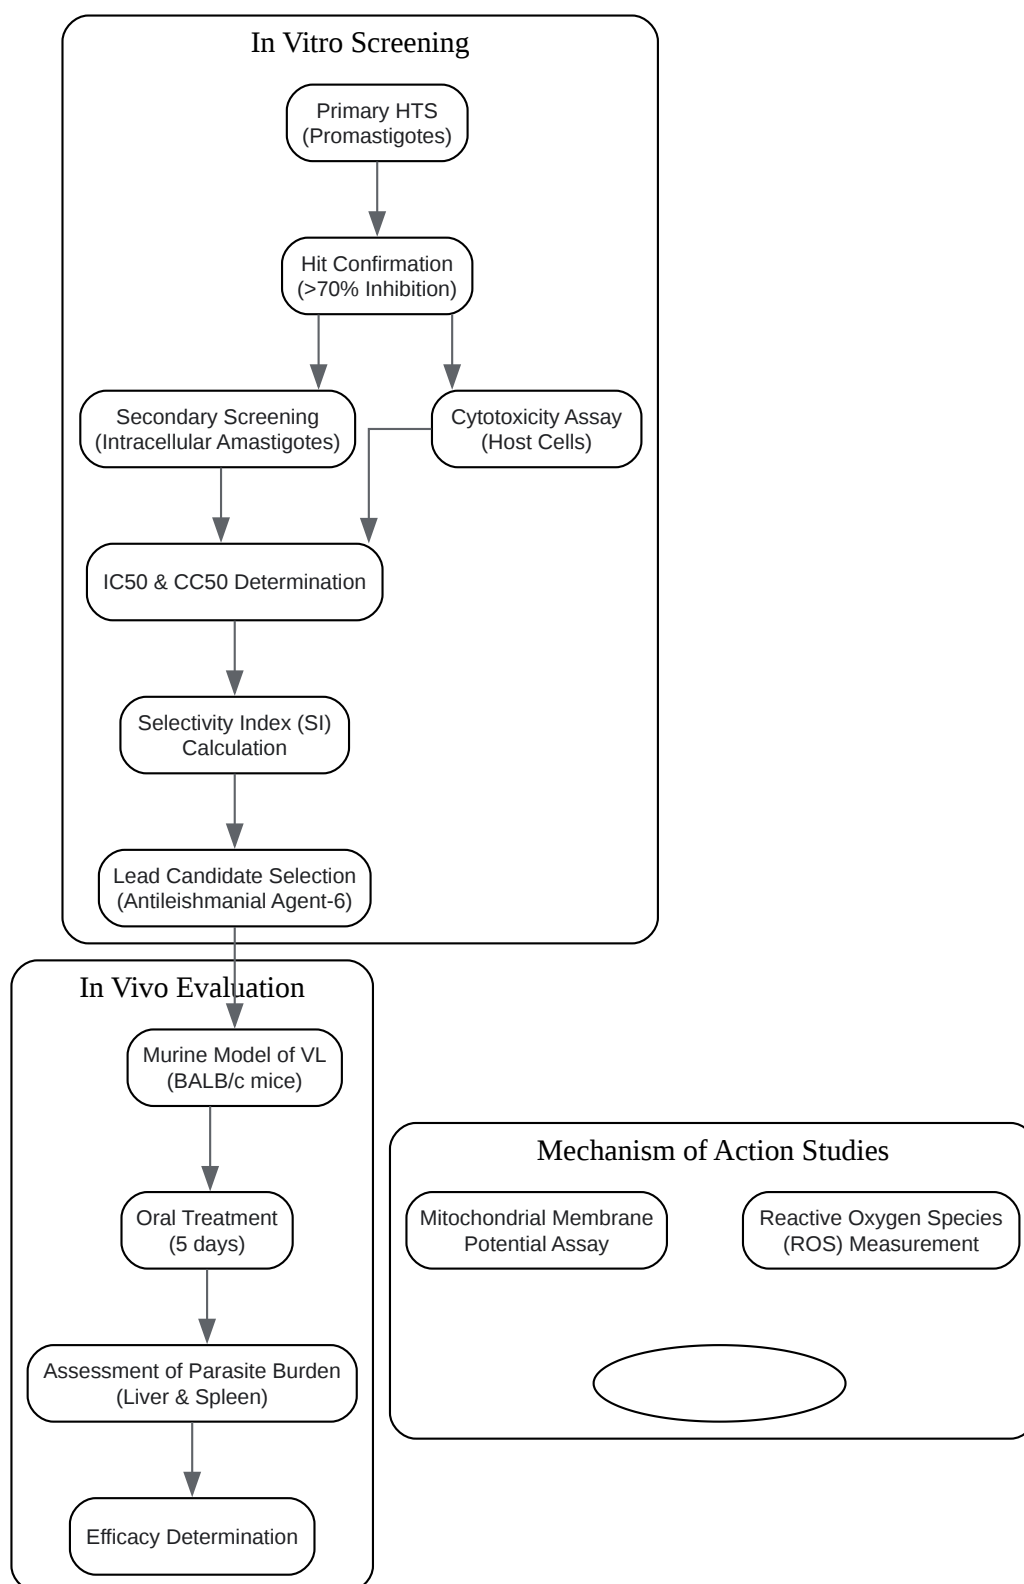 In Vitro Screening
Primary HTS
(Promastigotes)
Hit Confirmation
(>70% Inhibition)
Secondary Screening
(Intracellular Amastigotes)
Cytotoxicity Assay
(Host Cells)
IC50 & CC50 Determination
Selectivity Index (SI)
Calculation
Lead Candidate Selection
(Antileishmanial Agent-6)
In Vivo Evaluation
Murine Model of VL
(BALB/c mice)
Oral Treatment
(5 days)
Assessment of Parasite Burden
(Liver & Spleen)
Efficacy Determination
Mechanism of Action Studies
Mitochondrial Membrane
Potential Assay
Reactive Oxygen Species
(ROS) Measurement